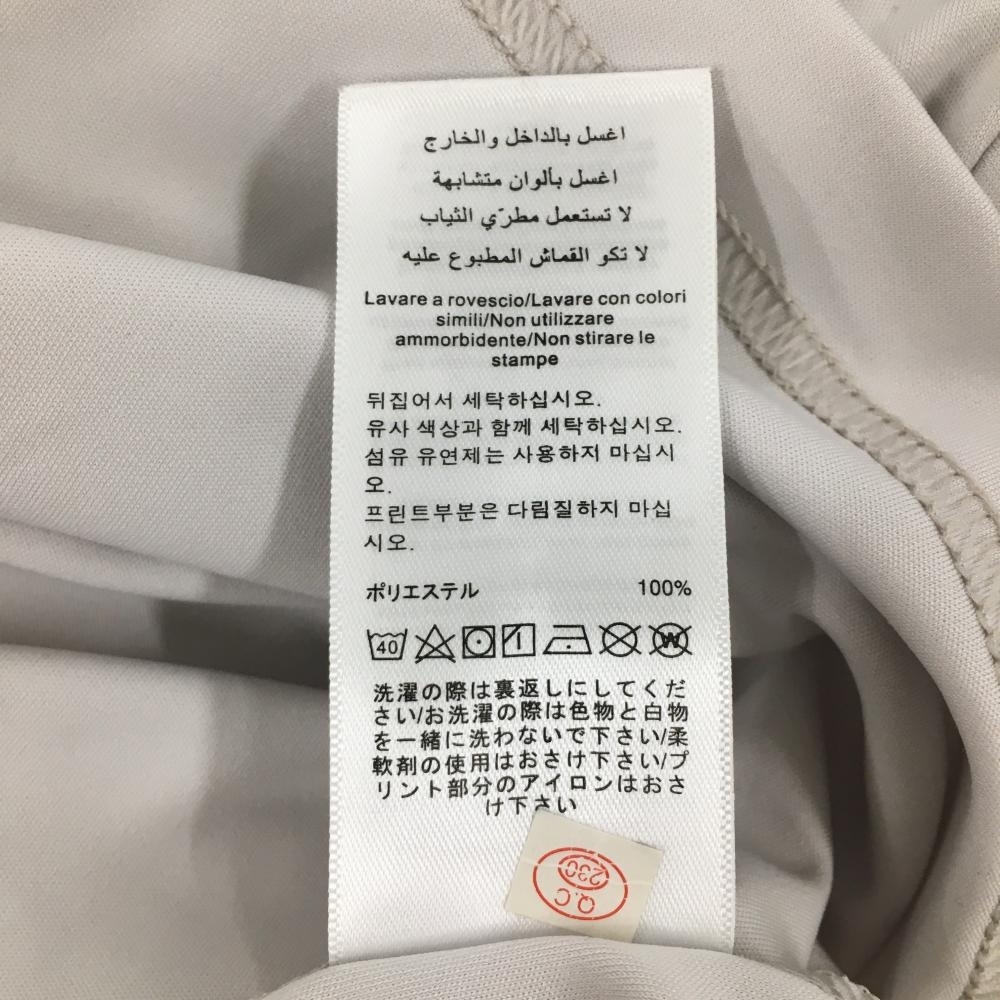 اغسل بالداخل والخارج
اغسل بألوان متشابهة
لا تستعمل مطرّي الثياب
لا تكو القماش المطبوع عليه
Lavare a rovescio/Lavare con colori
simili/Non utilizzare
ammorbidente/Non stirare le
stampe
뒤집어서 세탁하십시오.
유사 색상과 함께 세탁하십시오.
섬유 유연제는 사용하지 마십시
오.
프린트부분은 다림질하지 마십
시오.
ポリエステル 100%
40 W
洗濯の際は裏返しにしてくだ
さい/お洗濯の際は色物と白物
を一緒に洗わないで下さい/柔
軟剤の使用はおさけ下さい/プ
リント部分のアイロンはおさ
け下さい
230
Q.C